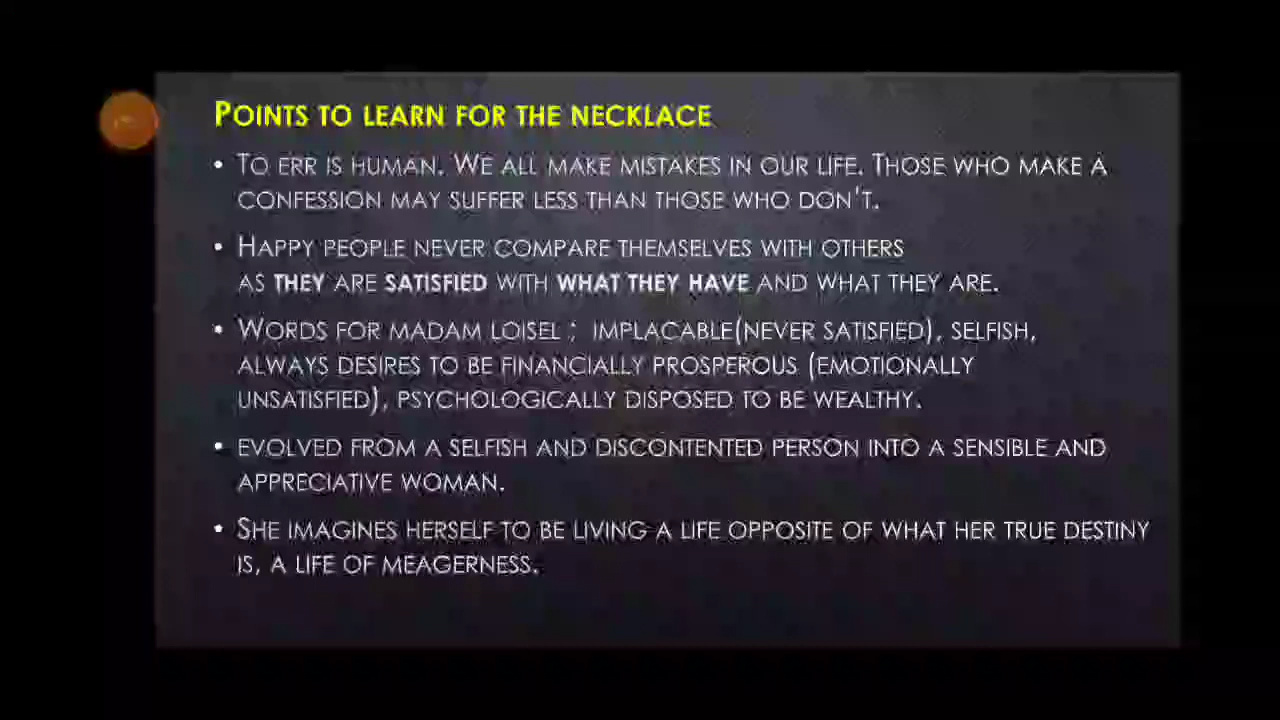 Points to learn for the necklace
• To err is human. We all make mistakes in our life. Those who make a
confession may suffer less than those who don't.
• Happy people never compare themselves with others
as they are satisfied with what they have and what they are.
• Words for madam loisel : implacable(never satisfied), selfish,
always desires to be financially prosperous (emotionally
unsatisfied), psychologically disposed to be wealthy.
• evolved from a selfish and discontented person into a sensible and
appreciative woman.
• She imagines herself to be living a life opposite of what her true destiny
is, a life of meagerness.